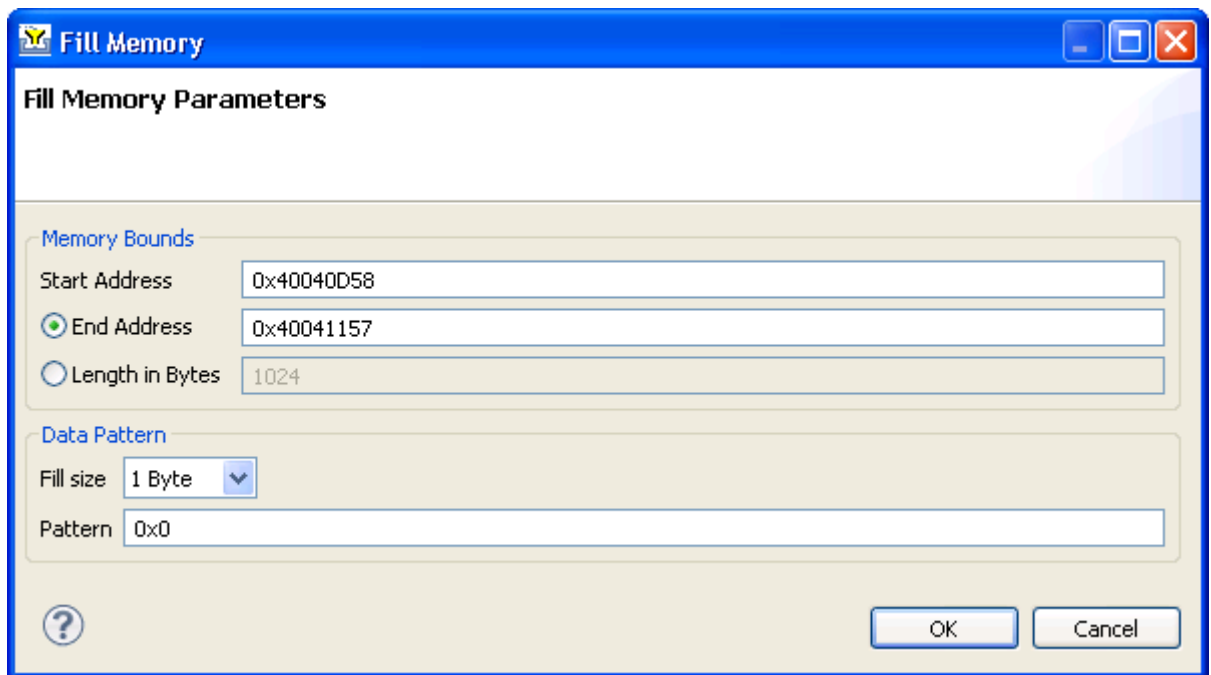 Fill Memory
Fill Memory Parameters
Memory Bounds
Start Address 0x40040D58
End Address 0x40041157
Length in Bytes 1024
Data Pattern
Fill size 1 Byte
Pattern 0x0
?
OK Cancel